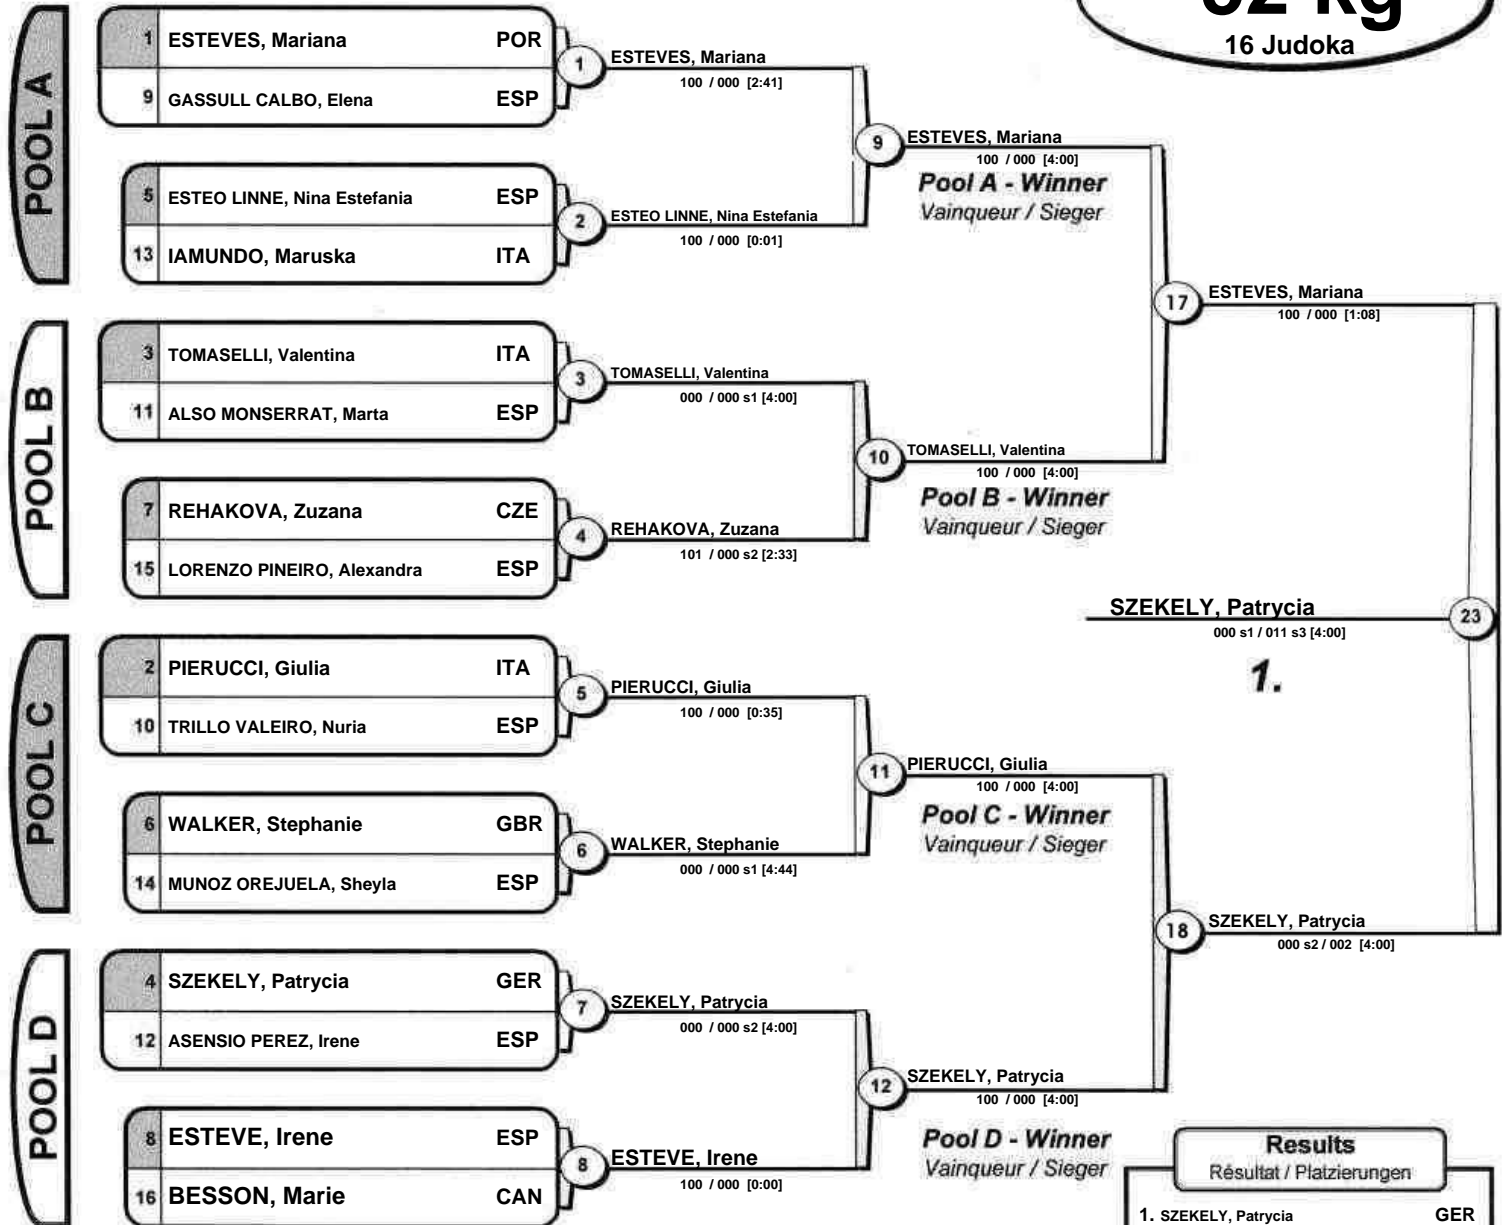 16 Judoka
POOL A
1 ESTEVES, Mariana POR
9 GASSULL CALBO, Elena ESP
1
ESTEVES, Mariana
100 / 000 [2:41]
5 ESTEO LINNE, Nina Estefania ESP
13 IAMUNDO, Maruska ITA
2
ESTEO LINNE, Nina Estefania
100 / 000 [0:01]
9
ESTEVES, Mariana
100 / 000 [4:00]
Pool A - Winner
Vainqueur / Sieger
POOL B
3 TOMASELLI, Valentina ITA
11 ALSO MONSERRAT, Marta ESP
3
TOMASELLI, Valentina
000 / 000 s1 [4:00]
7 REHAKOVA, Zuzana CZE
15 LORENZO PINEIRO, Alexandra ESP
4
REHAKOVA, Zuzana
101 / 000 s2 [2:33]
10
TOMASELLI, Valentina
100 / 000 [4:00]
Pool B - Winner
Vainqueur / Sieger
17
ESTEVES, Mariana
100 / 000 [1:08]
POOL C
2 PIERUCCI, Giulia ITA
10 TRILLO VALEIRO, Nuria ESP
5
PIERUCCI, Giulia
100 / 000 [0:35]
6 WALKER, Stephanie GBR
14 MUNOZ OREJUELA, Sheyla ESP
6
WALKER, Stephanie
000 / 000 s1 [4:44]
11
PIERUCCI, Giulia
100 / 000 [4:00]
Pool C - Winner
Vainqueur / Sieger
POOL D
4 SZEKELY, Patrycia GER
12 ASENSIO PEREZ, Irene ESP
7
SZEKELY, Patrycia
000 / 000 s2 [4:00]
8 ESTEVE, Irene ESP
16 BESSON, Marie CAN
8
ESTEVE, Irene
100 / 000 [0:00]
12
SZEKELY, Patrycia
100 / 000 [4:00]
Pool D - Winner
Vainqueur / Sieger
18
SZEKELY, Patrycia
000 s2 / 002 [4:00]
23
SZEKELY, Patrycia
000 s1 / 011 s3 [4:00]
1.
Results
Résultat / Platzierungen
1. SZEKELY, Patrycia GER